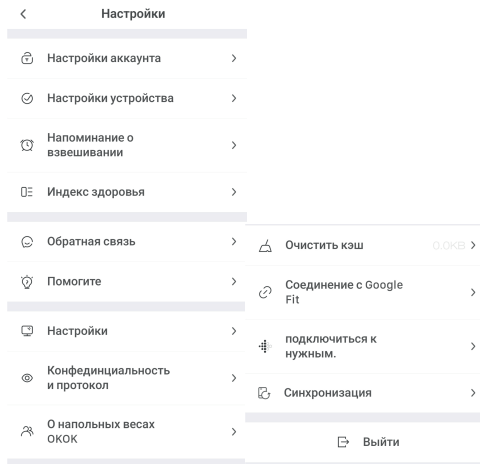 Настройки
Настройки аккаунта
Настройки устройства
Напоминание о
взвешивании
Индекс здоровья
Обратная связь
Помогите
Настройки
Конфединциальность
и протокол
О напольных весах
OKOK
Очистить кэш 0.0KB
Соединение с Google
Fit
подключиться к
нужным.
Синхронизация
Выйти